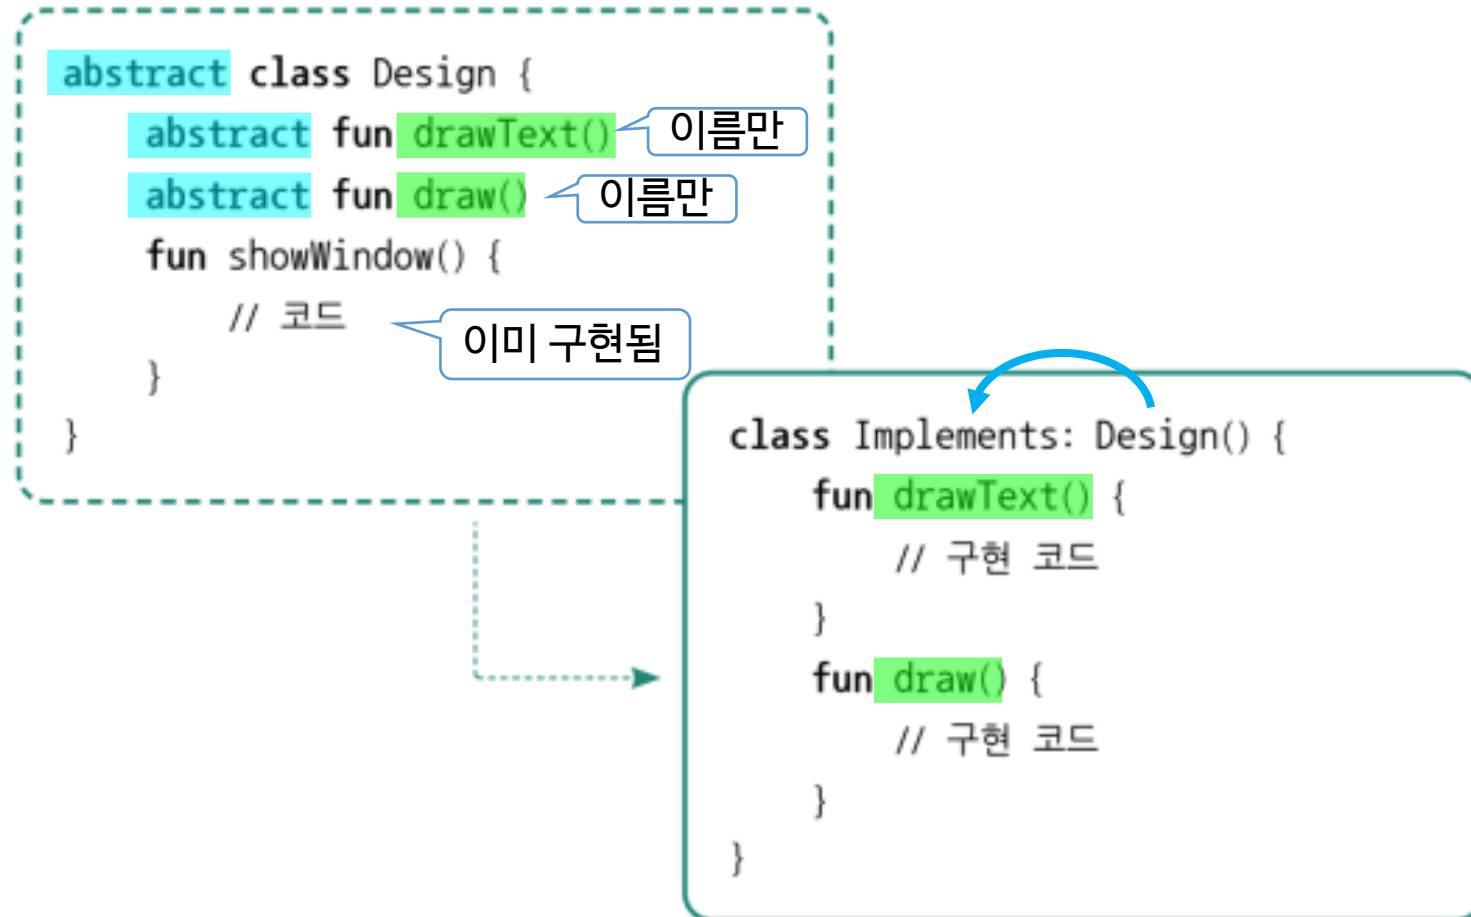 abstract class Design {
abstract fun drawText() 이름만
abstract fun draw() 이름만
fun showWindow() {
// 코드
이미 구현됨
}
}
class Implements: Design() {
fun drawText() {
// 구현 코드
}
fun draw() {
// 구현 코드
}
}